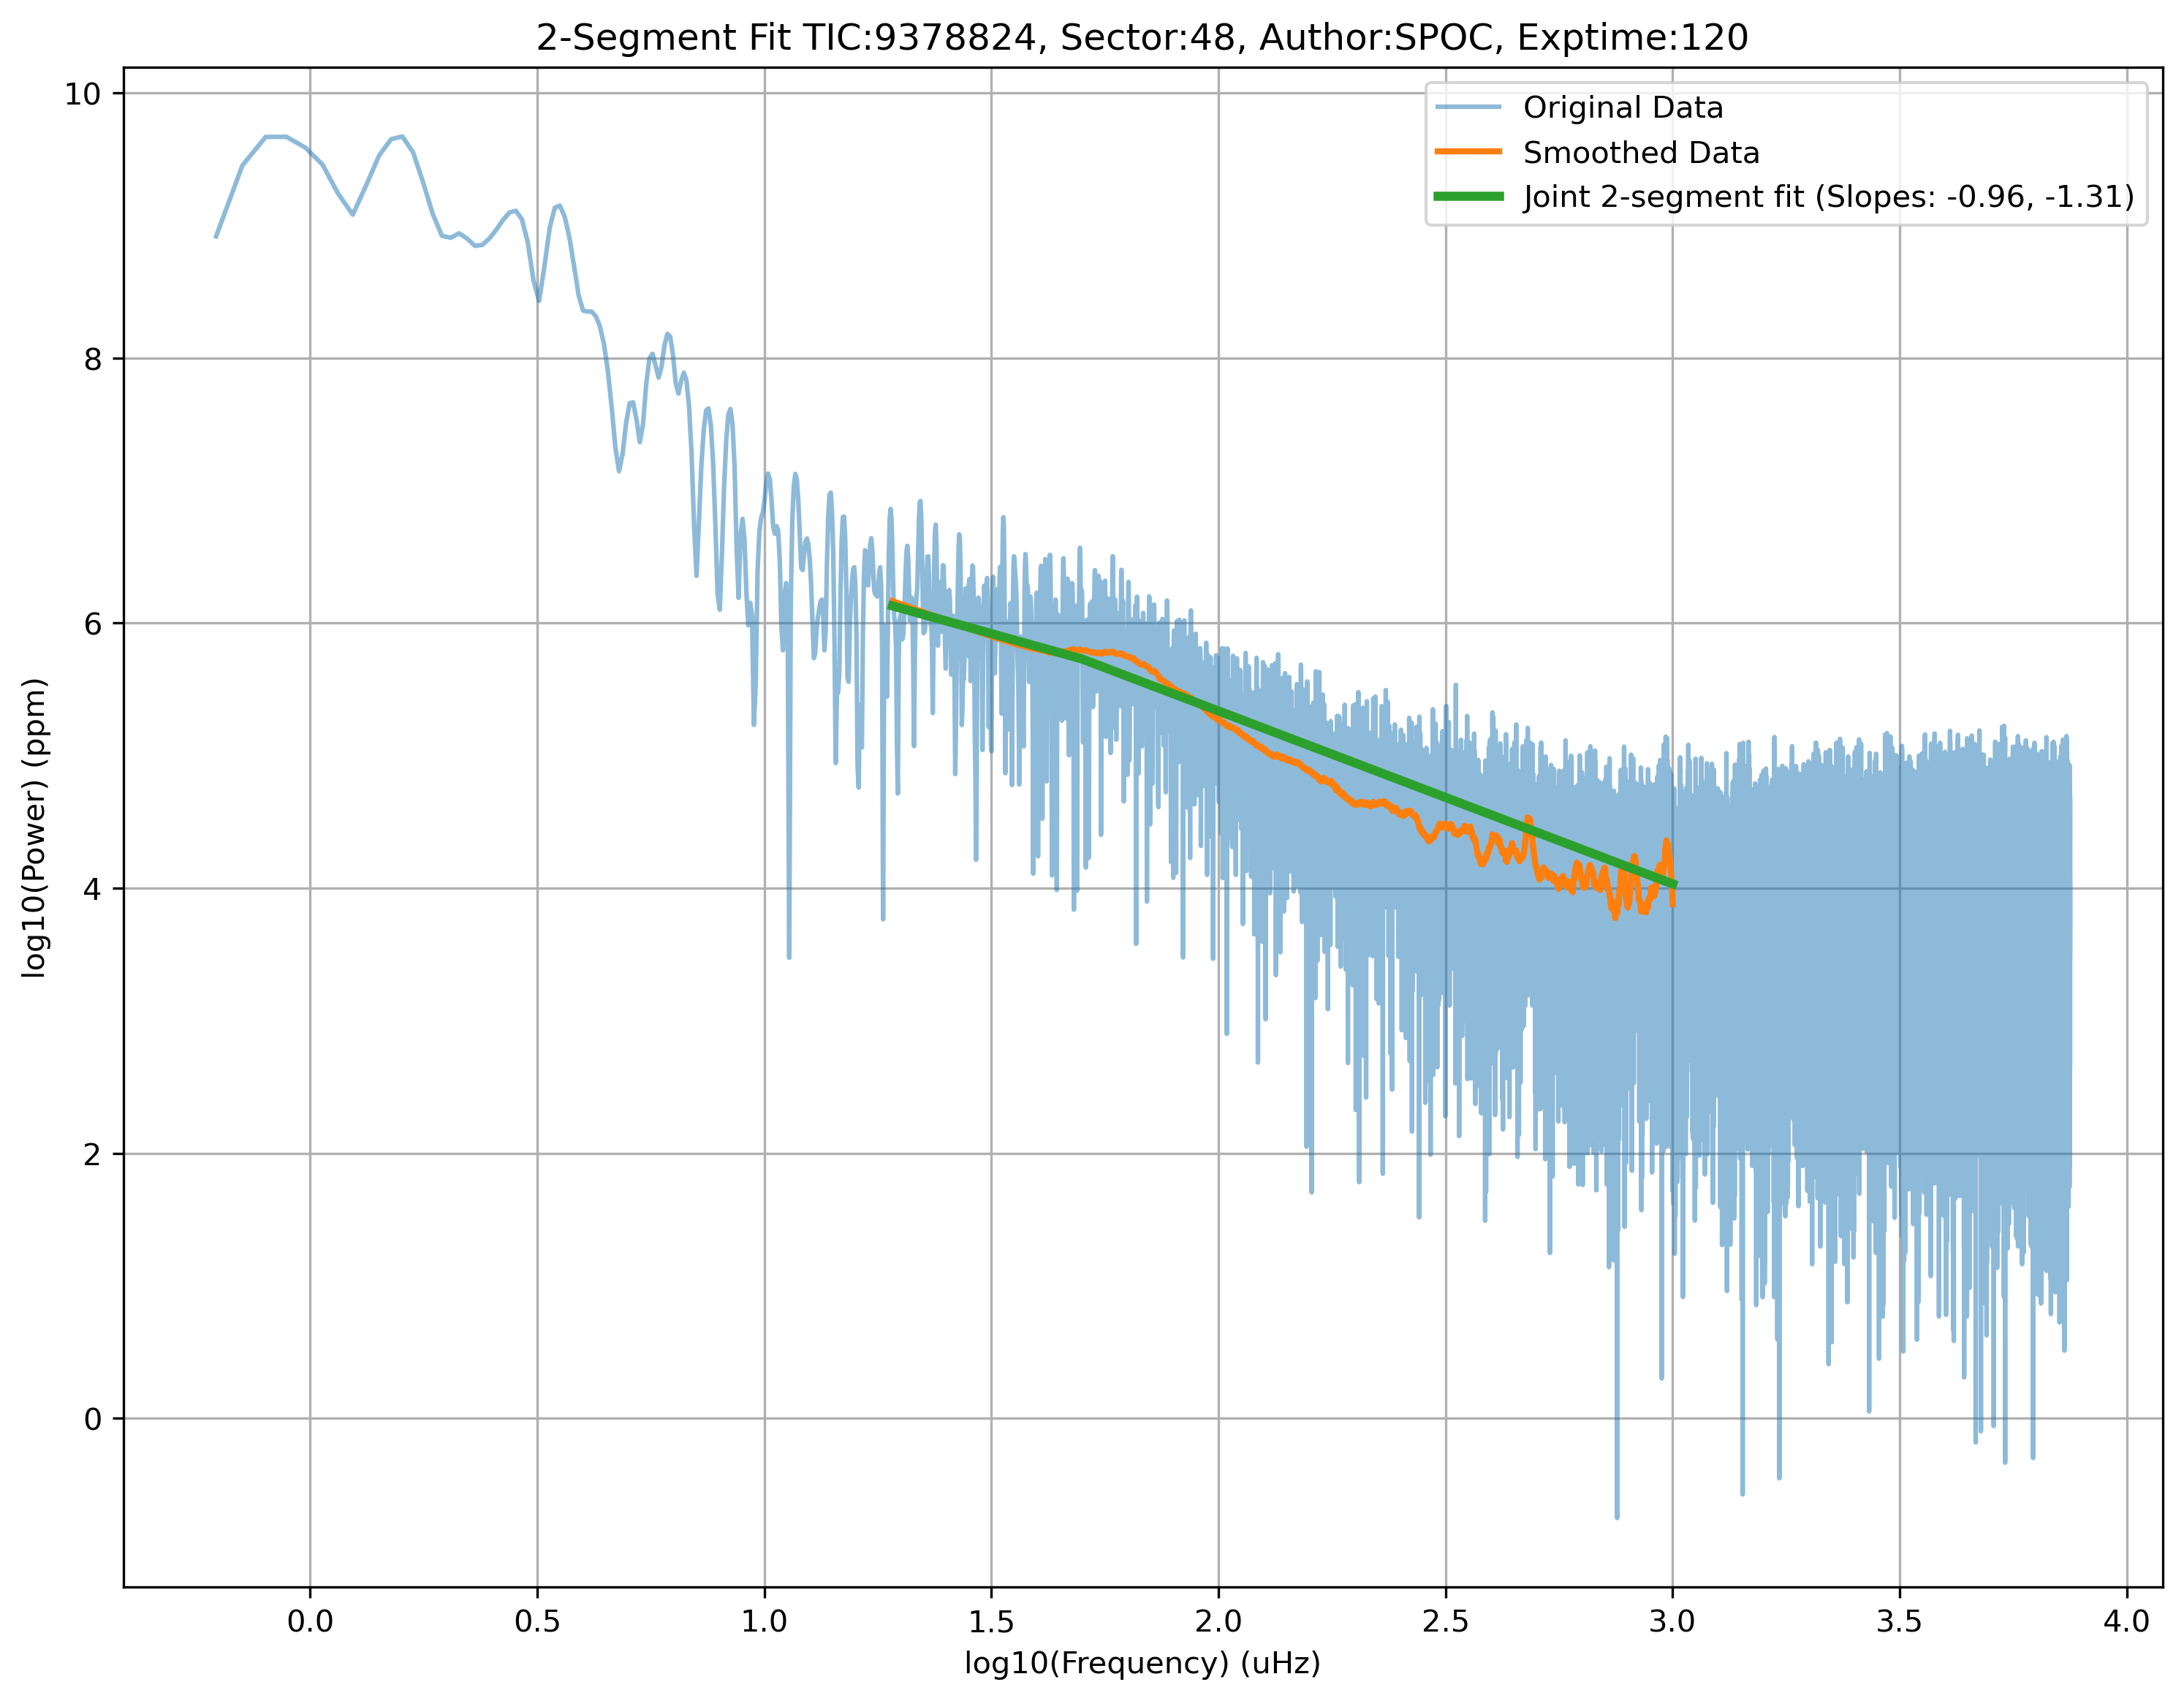 2-Segment Fit TIC:9378824, Sector:48, Author:SPOC, Exptime:120
Original Data
Smoothed Data
Joint 2-segment fit (Slopes: -0.96, -1.31)
log10(Power) (ppm)
10
8
6
4
2
0
0.0 0.5 1.0 1.5 2.0 2.5 3.0 3.5 4.0
log10(Frequency) (uHz)